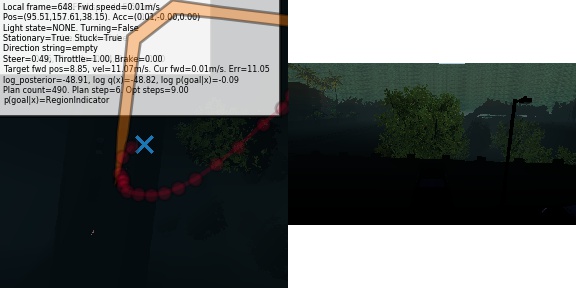 Local frame=648. Fwd speed=0.01m/s
Pos=(95.51,157.61,38.15). Acc=(0.01,-0.00,0.00)
Light state=NONE. Turning=False
Stationary=True. Stuck=True
Direction string=empty
Steer=0.49, Throttle=1.00, Brake=0.00
Target fwd pos=8.85, vel=11.07m/s. Cur fwd=0.01m/s. Err=11.05
log_posterior=-48.91, log q(x)=-48.82, log p(goal|x)=-0.09
Plan count=490. Plan step=6. Opt steps=9.00
p(goal|x)=RegionIndicator